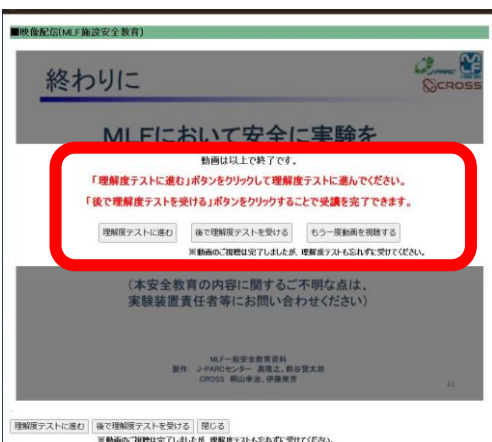 ■映像配信(MLF施設安全教育)
終わりに
J-PARC
CROSS
MLFにおいて安全に実験を
動画は以上で終了です。
「理解度テストに進む」ボタンをクリックして理解度テストに進んでください。
「後で理解度テストを受ける」ボタンをクリックすることで受講を完了できます。
理解度テストに進む 後で理解度テストを受ける もう一度動画を視聴する
※動画のご視聴は完了しましたが、理解度テストも忘れずに受けてください。
(本安全教育の内容に関するご不明な点は、
実験装置責任者等にお問い合わせください)
MLF一般安全教育資料
製作: J-PARCセンター
CROSS 桐山幸治、伊藤崇芳
61
理解度テストに進む 後で理解度テストを受ける 閉じる
※動画のご視聴は完了しましたが、理解度テストも忘れずに受けてください。